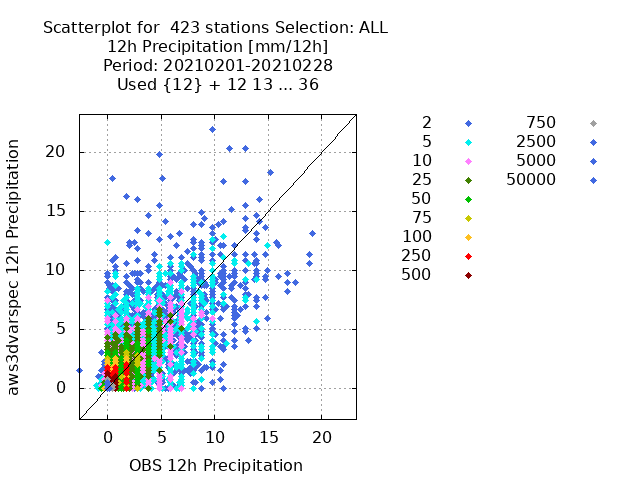 Scatterplot for  423 stations Selection: ALL
12h Precipitation [mm/12h]
Period: 20210201-20210228
Used {12} + 12 13 ... 36
aws3dvarspec 12h Precipitation
20
15
10
5
0
0 5 10 15 20
OBS 12h Precipitation
2
5
10
25
50
75
100
250
500
750
2500
5000
50000